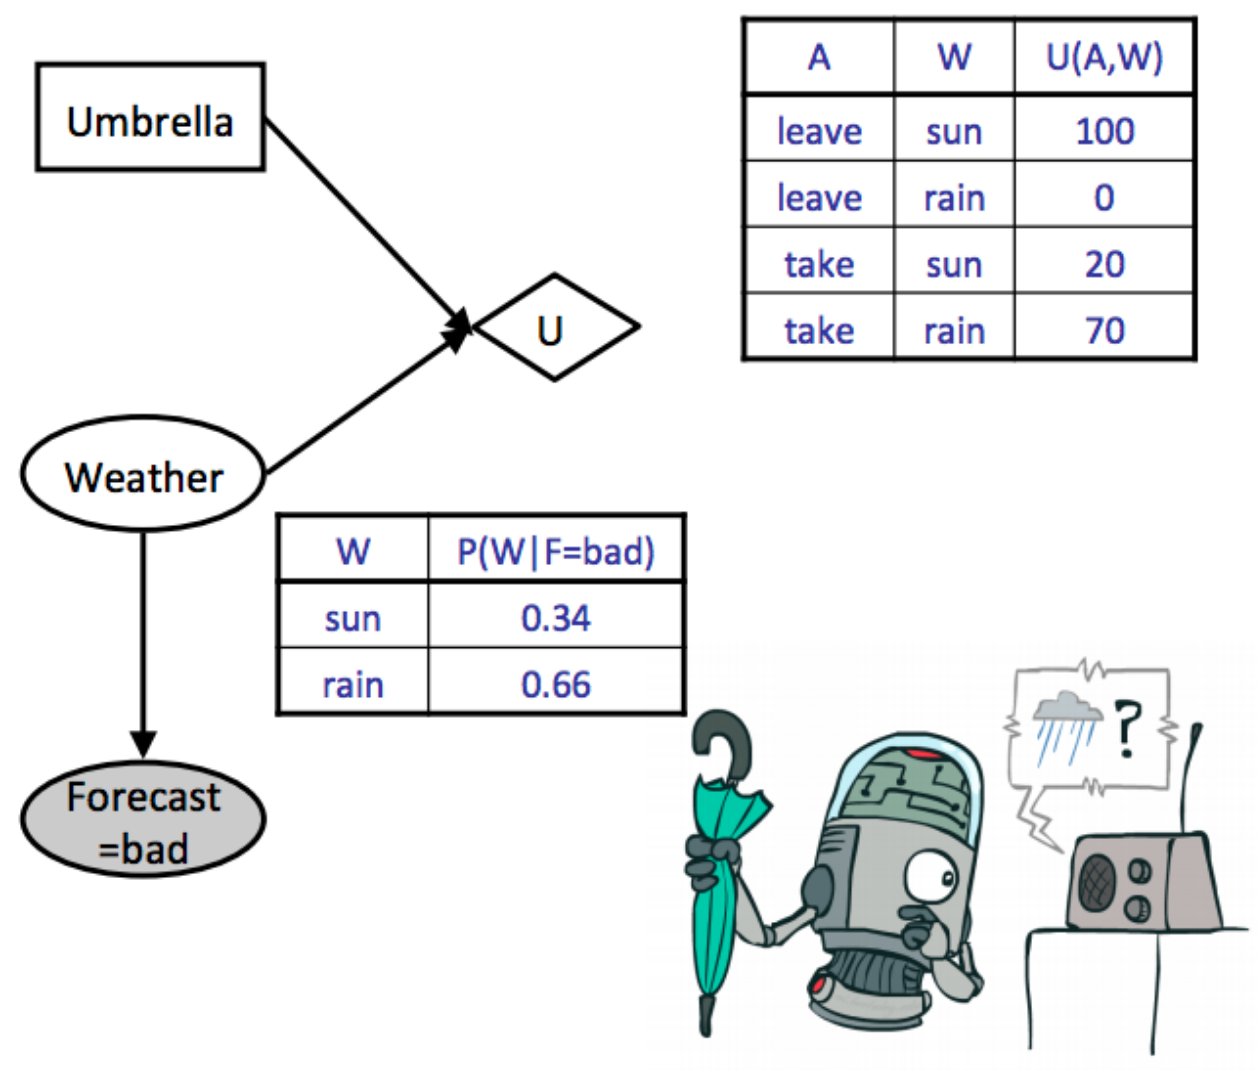 Umbrella
A W U(A,W)
leave sun 100
leave rain 0
take sun 20
take rain 70
U
Weather
W P(W|F=bad)
sun 0.34
rain 0.66
Forecast
=bad
?